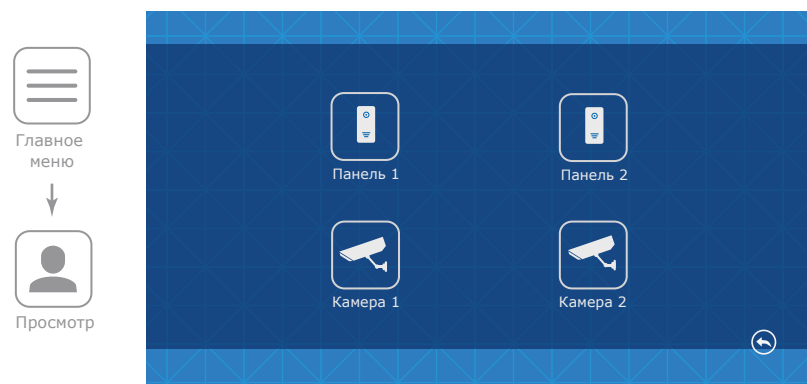 Главное
меню
Просмотр
Панель 1
Панель 2
Камера 1
Камера 2